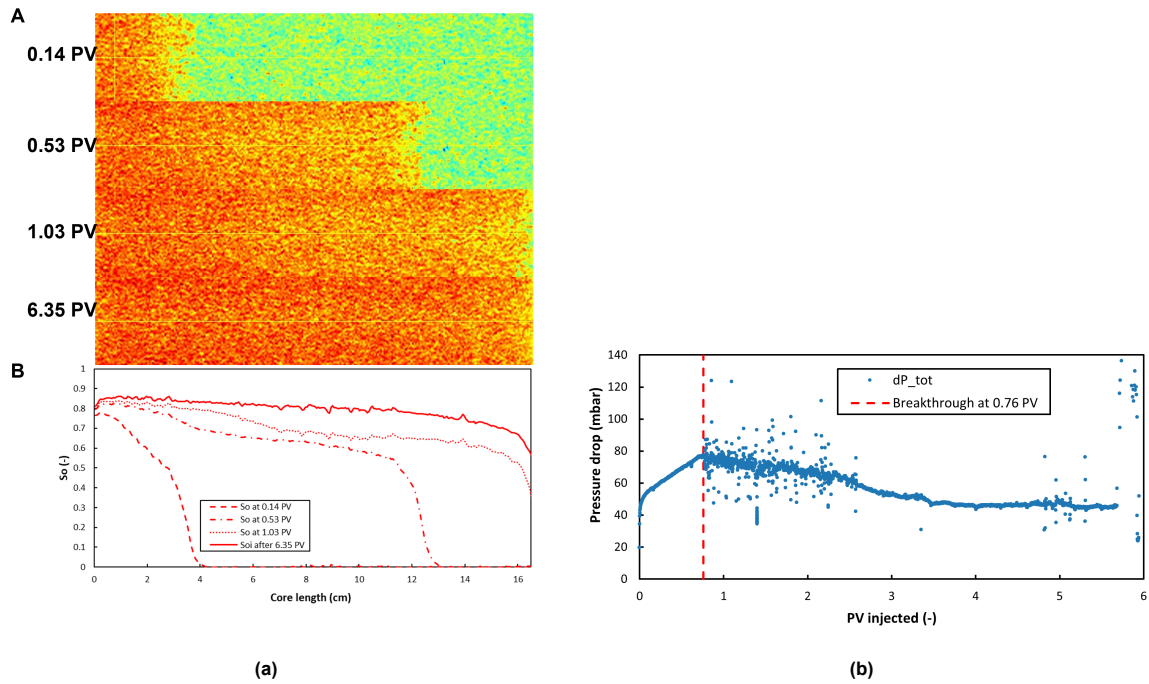 A
0.14 PV
0.53 PV
1.03 PV
6.35 PV
B
1
0.9
0.8
0.7
0.6
0.5
0.4
0.3
0.2
0.1
0
So (-)
So at 0.14 PV
So at 0.53 PV
So at 1.03 PV
Soi after 6.35 PV
0 2 4 6 8 10 12 14 16
Core length (cm)
(a)
140
120
100
80
60
40
20
0
Pressure drop (mbar)
dP_tot
Breakthrough at 0.76 PV
0 1 2 3 4 5 6
PV injected (-)
(b)